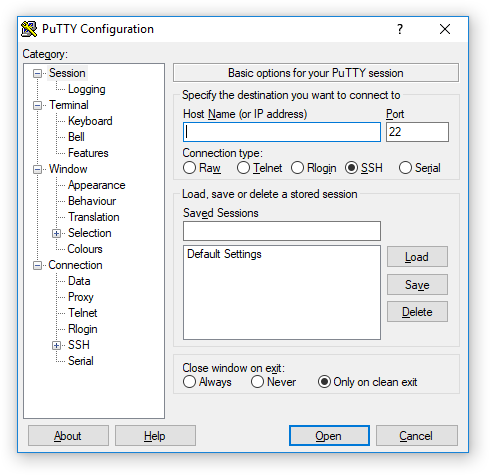 PuTTY Configuration
?
Category:
Session
Logging
Terminal
Keyboard
Bell
Features
Window
Appearance
Behaviour
Translation
Selection
Colours
Connection
Data
Proxy
Telnet
Rlogin
SSH
Serial
Basic options for your PuTTY session
Specify the destination you want to connect to
Host Name (or IP address) Port
22
Connection type:
Raw Telnet Rlogin SSH Serial
Load, save or delete a stored session
Saved Sessions
Default Settings
Load
Save
Delete
Close window on exit:
Always Never Only on clean exit
About Help Open Cancel